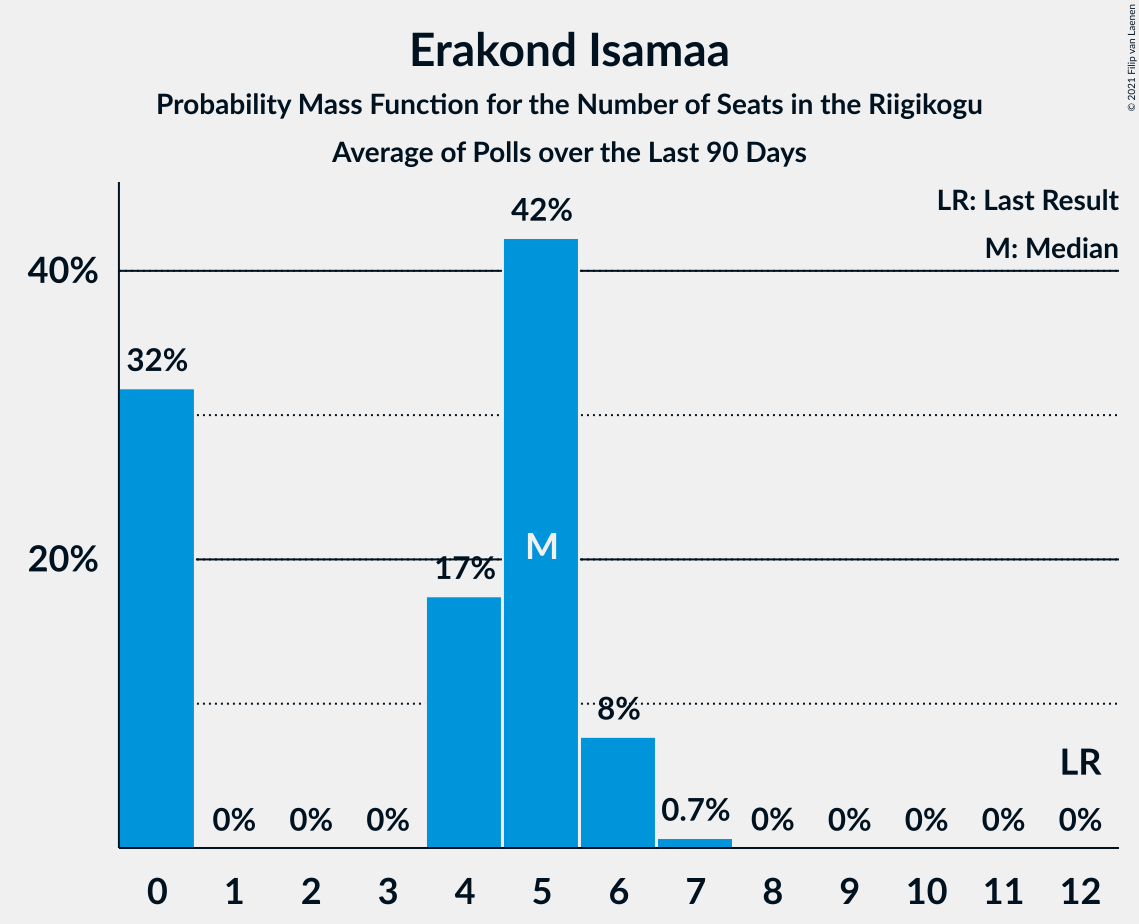 Erakond Isamaa
Probability Mass Function for the Number of Seats in the Riigikogu
Average of Polls over the Last 90 Days
© 2021 Filip van Laenen
LR: Last Result
M: Median
40%
20%
32%
0%
0%
0%
17%
42%
M
8%
0.7%
0%
0%
0%
0%
LR
0%
0 1 2 3 4 5 6 7 8 9 10 11 12